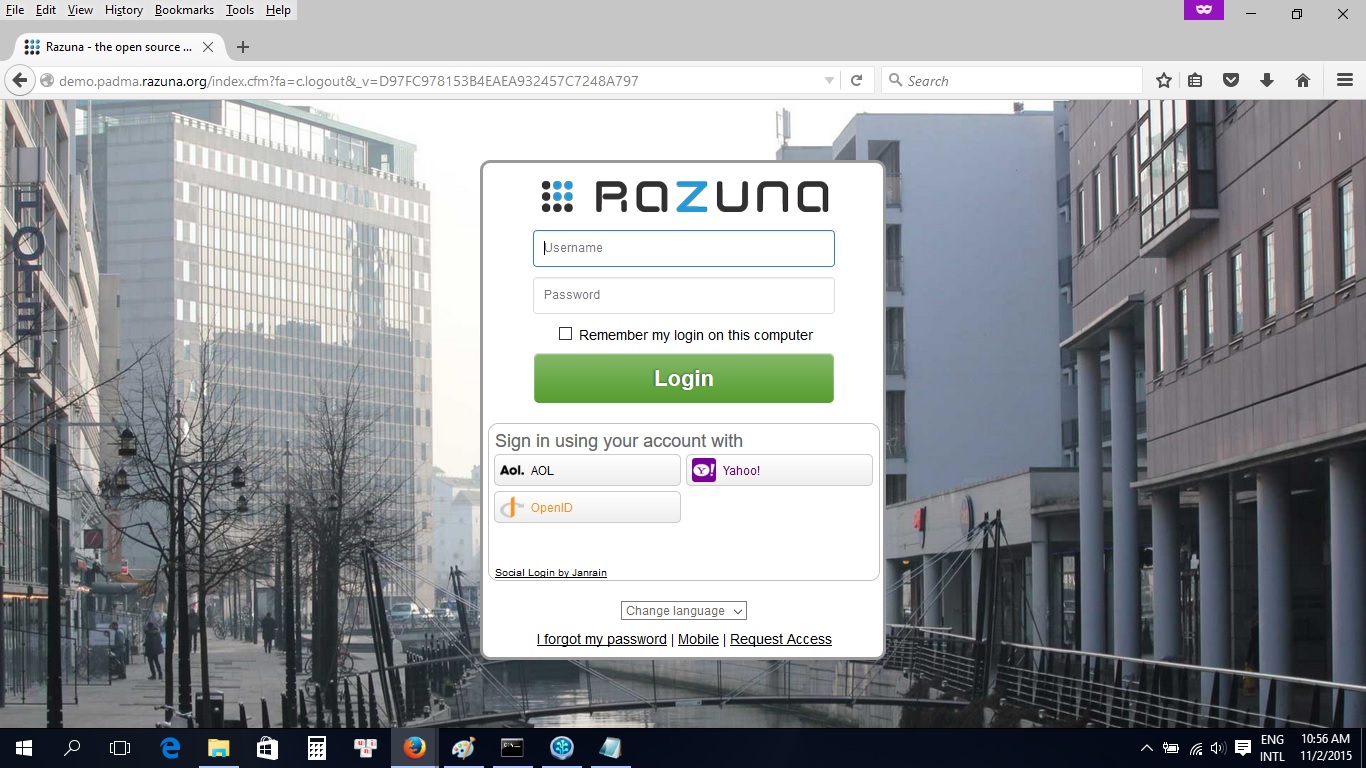 File Edit View History Bookmarks Tools Help
Razuna - the open source ...
demo.padma.razuna.org/index.cfm?fa=c.logout&_v=D97FC978153B4EAEA932457C7248A797
Search
HOTEL
RAZUNA
Username
Password
Remember my login on this computer
Login
Sign in using your account with
Aol. AOL
Y! Yahoo!
OpenID
Social Login by Janrain
Change language
I forgot my password | Mobile | Request Access
ENG
INTL
10:56 AM
11/2/2015